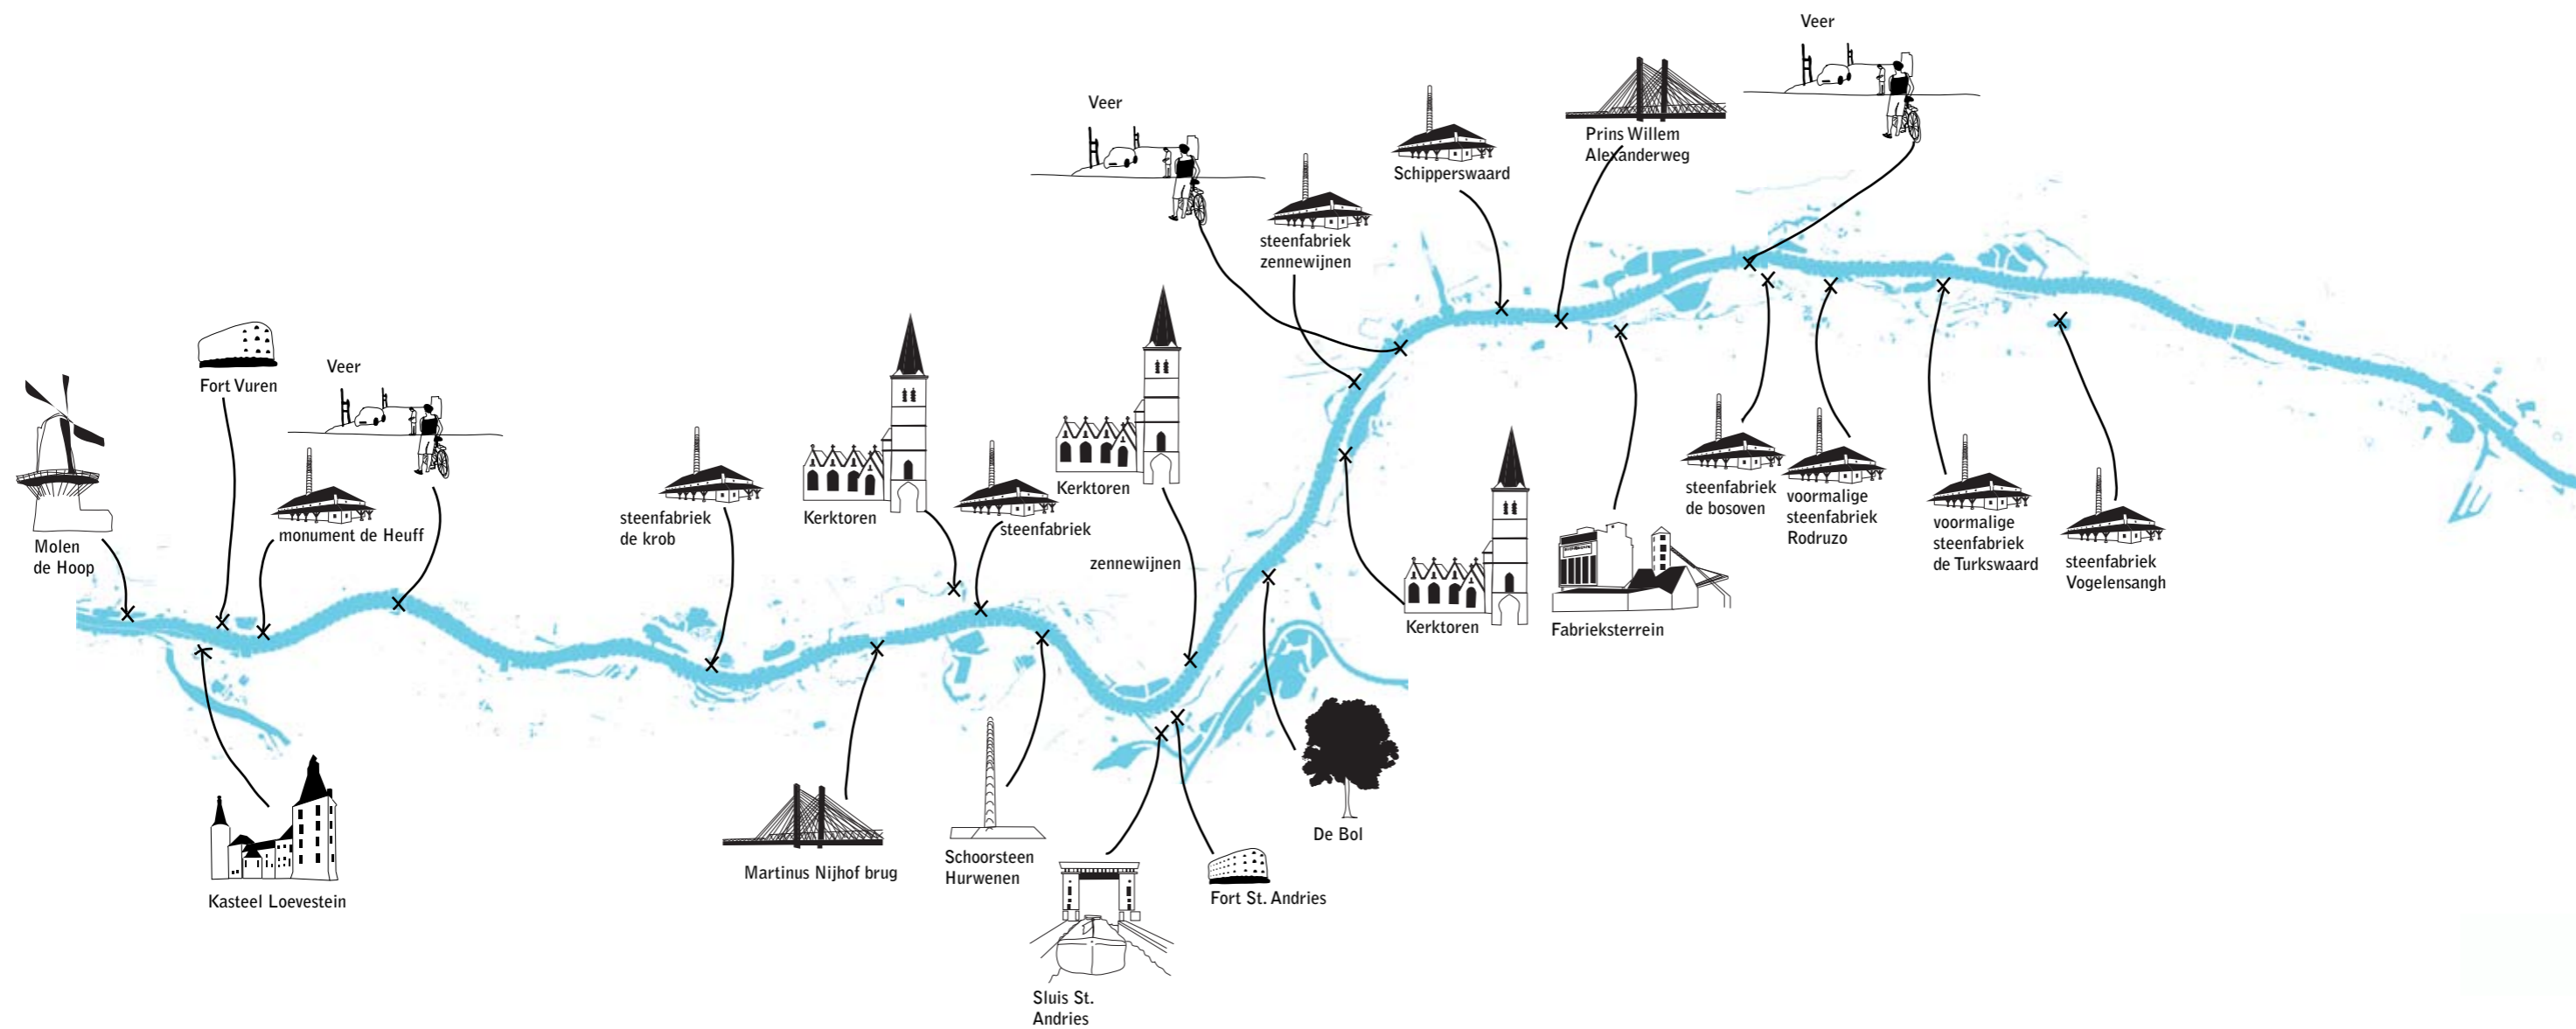 Veer
Veer
Prins Willem
Alexanderweg
Schipperswaard
steenfabriek
zennewijnen
Fort Vuren
Veer
monument de Heuff
Molen
de Hoop
steenfabriek
de krob
Kerktoren
steenfabriek
Kerktoren
zennewijnen
steenfabriek
de bosoven
voormalige
steenfabriek
Rodruzo
voormalige
steenfabriek
de Turkswaard
steenfabriek
Vogelensangh
Kerktoren
Fabrieksterrein
De Bol
Martinus Nijhof brug
Schoorsteen
Hurwenen
Fort St. Andries
Kasteel Loevestein
Sluis St.
Andries